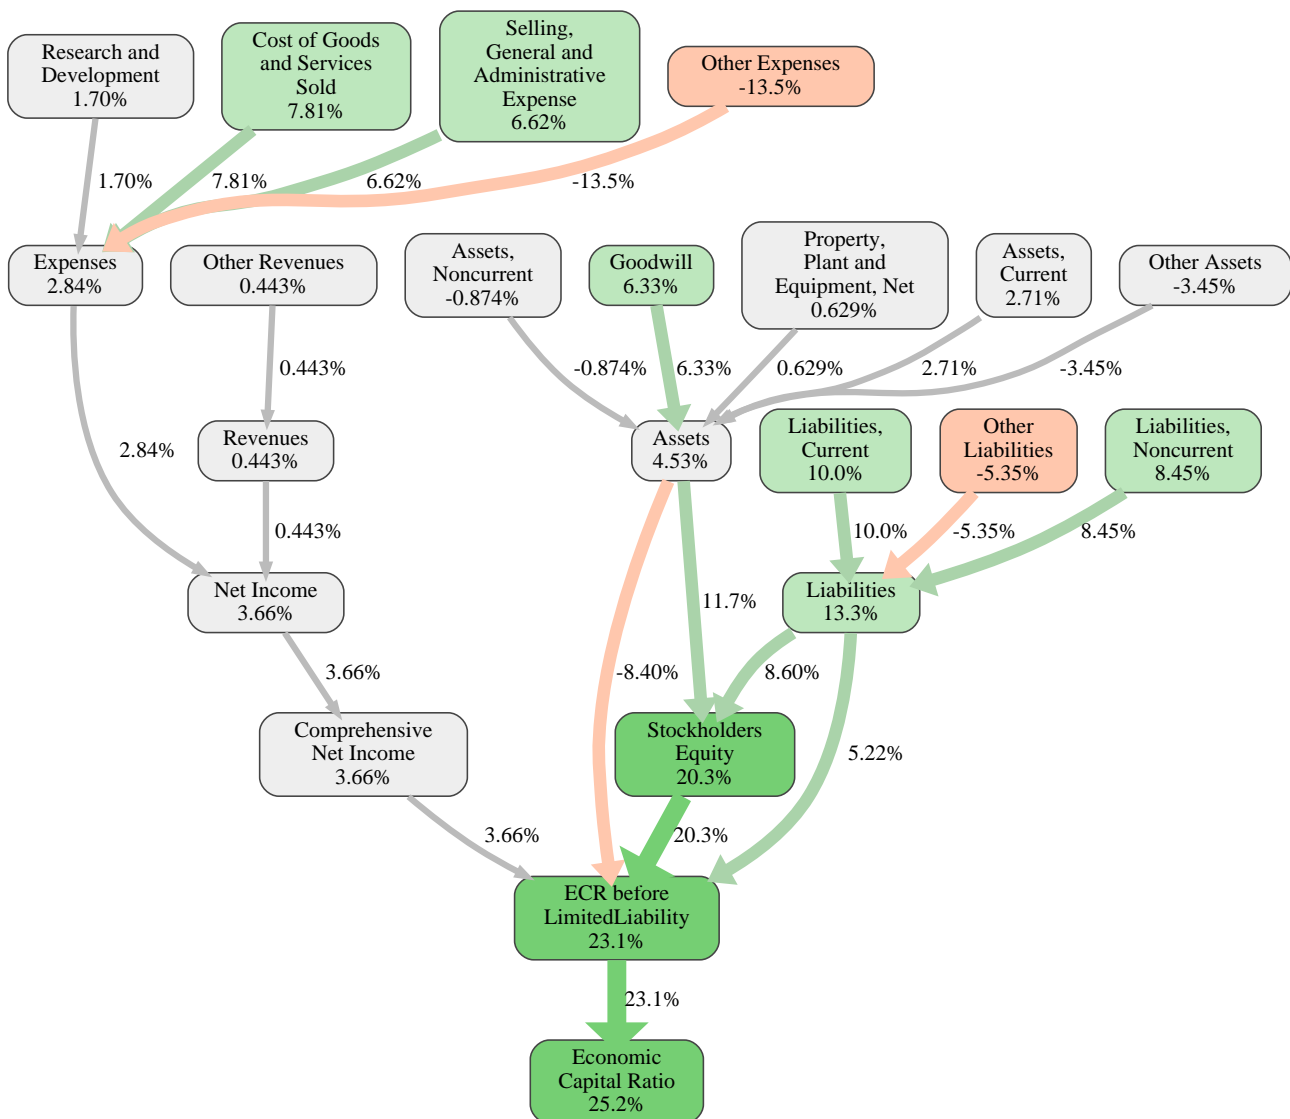 Research and
Development
1.70%
Cost of Goods
and Services
Sold
7.81%
Selling,
General and
Administrative
Expense
6.62%
Other Expenses
-13.5%
1.70%
7.81%
6.62%
-13.5%
Expenses
2.84%
Other Revenues
0.443%
Assets,
Noncurrent
-0.874%
Goodwill
6.33%
Property,
Plant and
Equipment, Net
0.629%
Assets,
Current
2.71%
Other Assets
-3.45%
0.443%
-0.874%
6.33%
0.629%
2.71%
-3.45%
2.84%
Revenues
0.443%
Assets
4.53%
Liabilities,
Current
10.0%
Other
Liabilities
-5.35%
Liabilities,
Noncurrent
8.45%
0.443%
10.0%
-5.35%
8.45%
Net Income
3.66%
11.7%
Liabilities
13.3%
3.66%
-8.40%
8.60%
Comprehensive
Net Income
3.66%
Stockholders
Equity
20.3%
5.22%
3.66%
20.3%
ECR before
LimitedLiability
23.1%
23.1%
Economic
Capital Ratio
25.2%